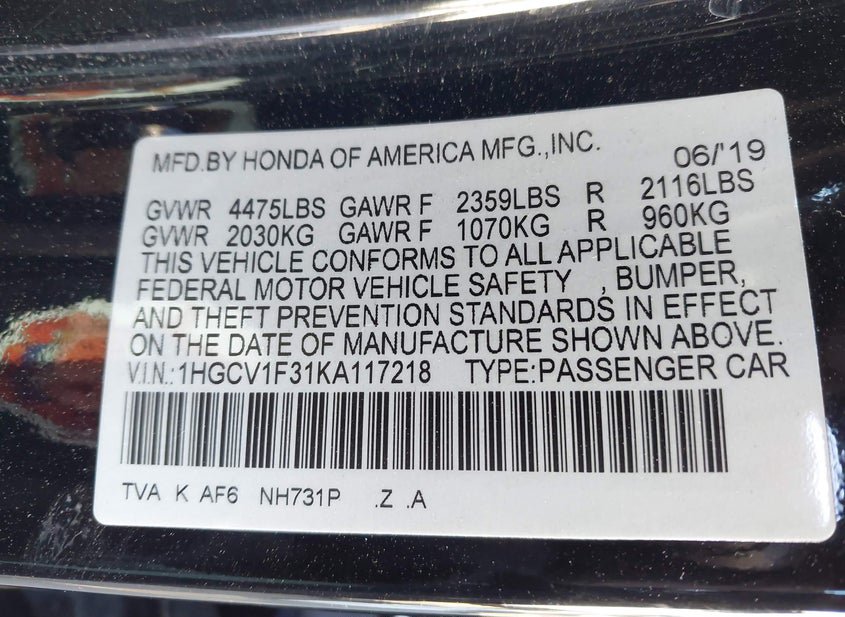 MFD.BY HONDA OF AMERICA MFG.,INC. 06/'19
GVWR 4475LBS GAWR F 2359LBS R 2116LBS
GVWR 2030KG GAWR F 1070KG R 960KG
THIS VEHICLE CONFORMS TO ALL APPLICABLE
FEDERAL MOTOR VEHICLE SAFETY , BUMPER,
AND THEFT PREVENTION STANDARDS IN EFFECT
ON THE DATE OF MANUFACTURE SHOWN ABOVE.
V.I.N.:1HGCV1F31KA117218 TYPE:PASSENGER CAR
TVA K AF6 NH731P .Z .A